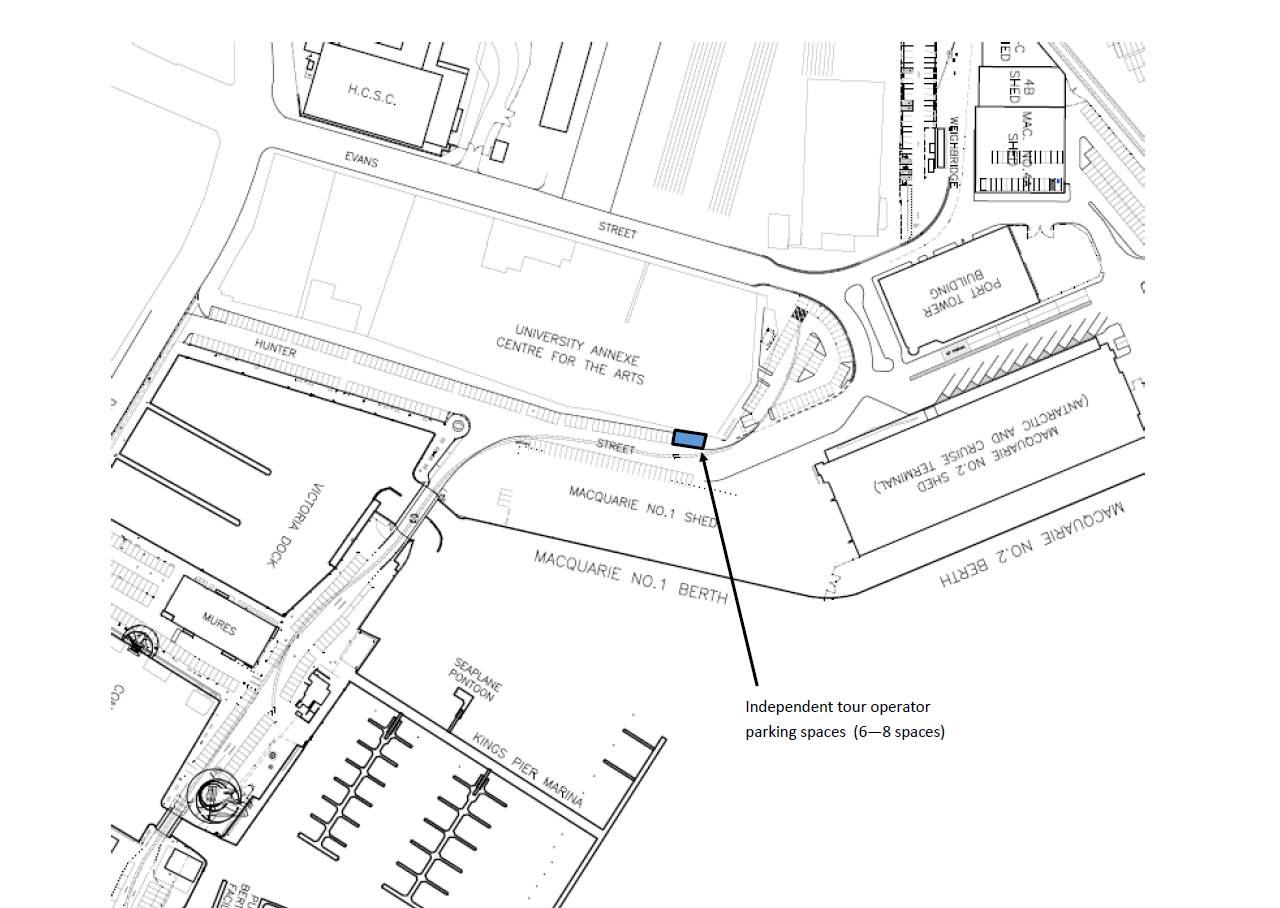 H.C.S.C.
EVANS
STREET
WEIGHBRIDGE
4B
SHED
MAC. NO.4
SHED
PORT TOWER
BUILDING
UNIVERSITY ANNEXE
CENTRE FOR THE ARTS
HUNTER
STREET
MACQUARIE NO.2 SHED
(ANTARCTIC AND CRUISE TERMINAL)
MACQUARIE NO.1 SHED
VICTORIA DOCK
MACQUARIE NO.1 BERTH
MACQUARIE NO.2 BERTH
MURES
SEAPLANE
PONTOON
KINGS PIER MARINA
Independent tour operator
parking spaces (6—8 spaces)